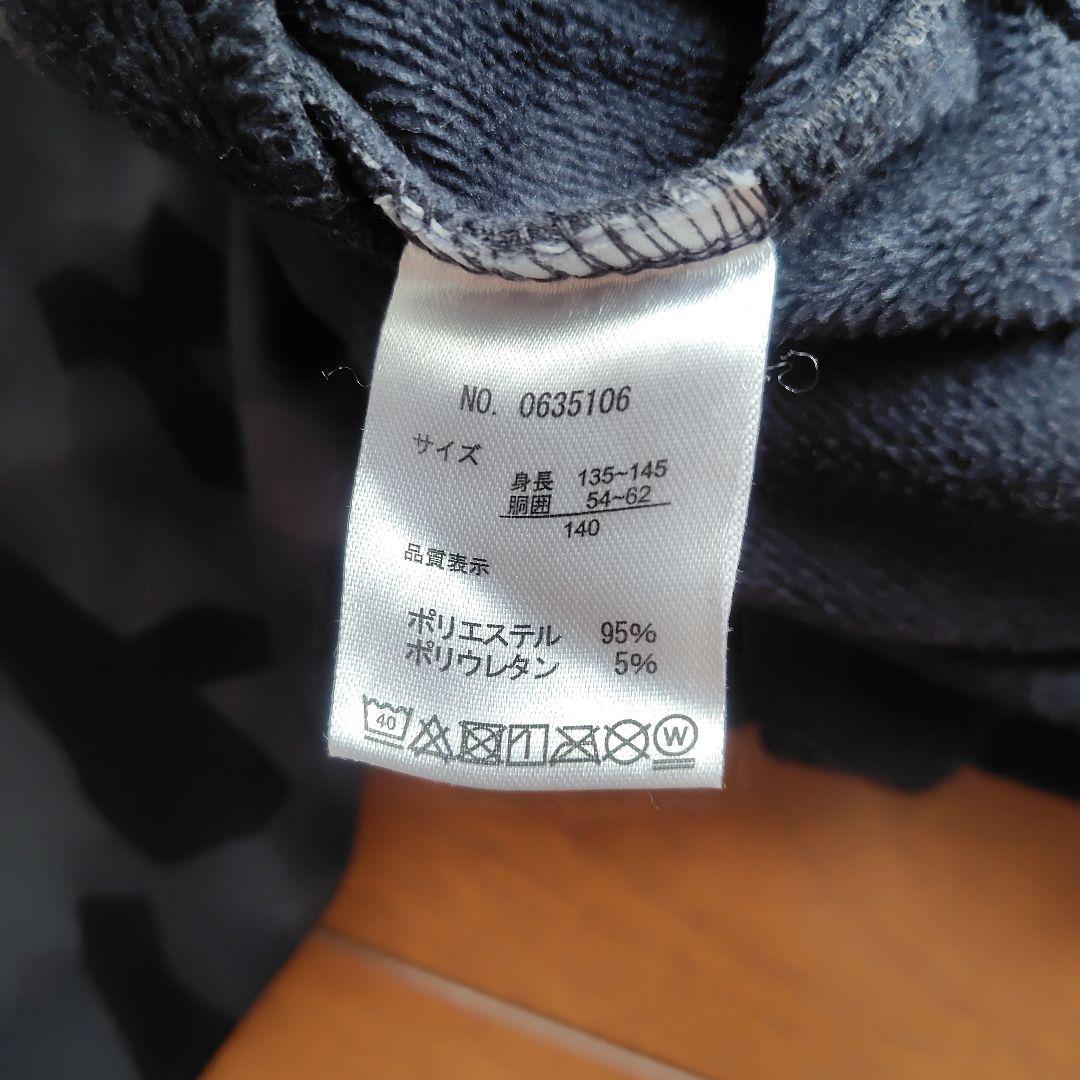 NO. 0635106
サイズ
身長 135~145
胴囲 54~62
140
品質表示
ポリエステル 95%
ポリウレタン 5%
40 W